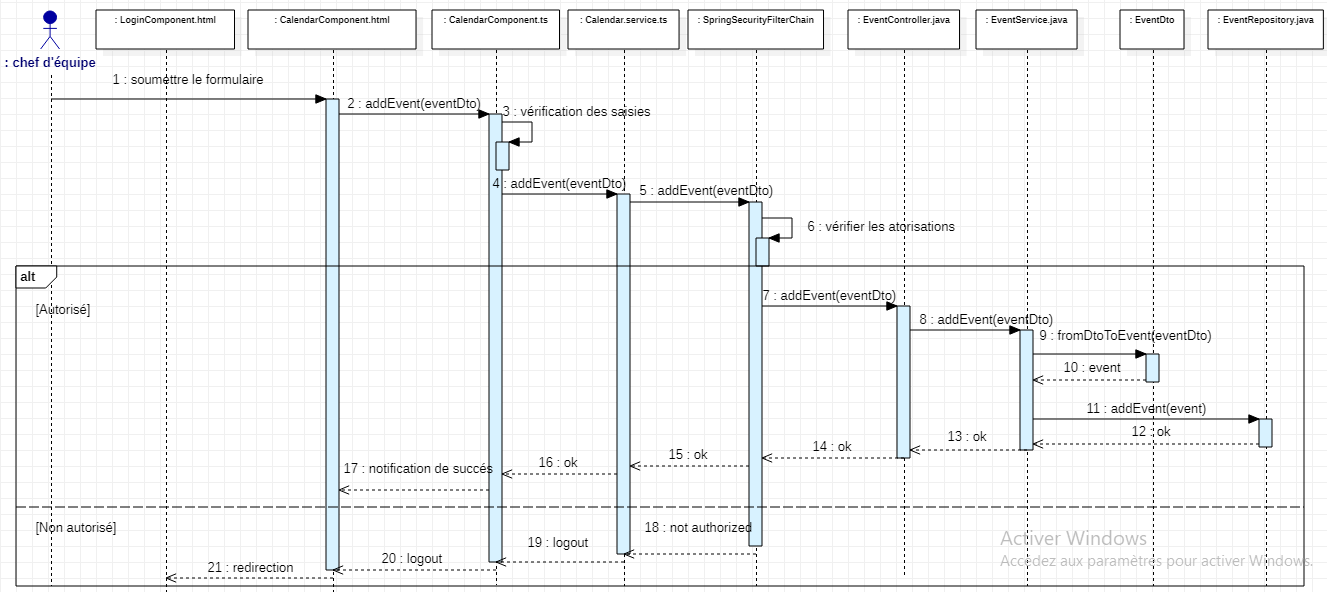 : LoginComponent.html
: CalendarComponent.html
: CalendarComponent.ts
: Calendar.service.ts
: SpringSecurityFilterChain
: EventController.java
: EventService.java
: EventDto
: EventRepository.java
: chef d'équipe
1 : soumettre le formulaire
2 : addEvent(eventDto)
3 : vérification des saisies
4 : addEvent(eventDto)
5 : addEvent(eventDto)
6 : vérifier les atorisations
alt
[Autorisé]
7 : addEvent(eventDto)
8 : addEvent(eventDto)
9 : fromDtoToEvent(eventDto)
10 : event
11 : addEvent(event)
12 : ok
13 : ok
14 : ok
15 : ok
16 : ok
17 : notification de succés
[Non autorisé]
18 : not authorized
19 : logout
20 : logout
21 : redirection
Activer Windows
Accédez aux paramètres pour activer Windows.